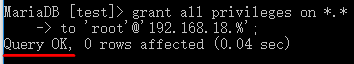 MariaDB [test]> grant all privileges on *.*
    -> to 'root'@'192.168.18.%';
Query OK, 0 rows affected (0.04 sec)